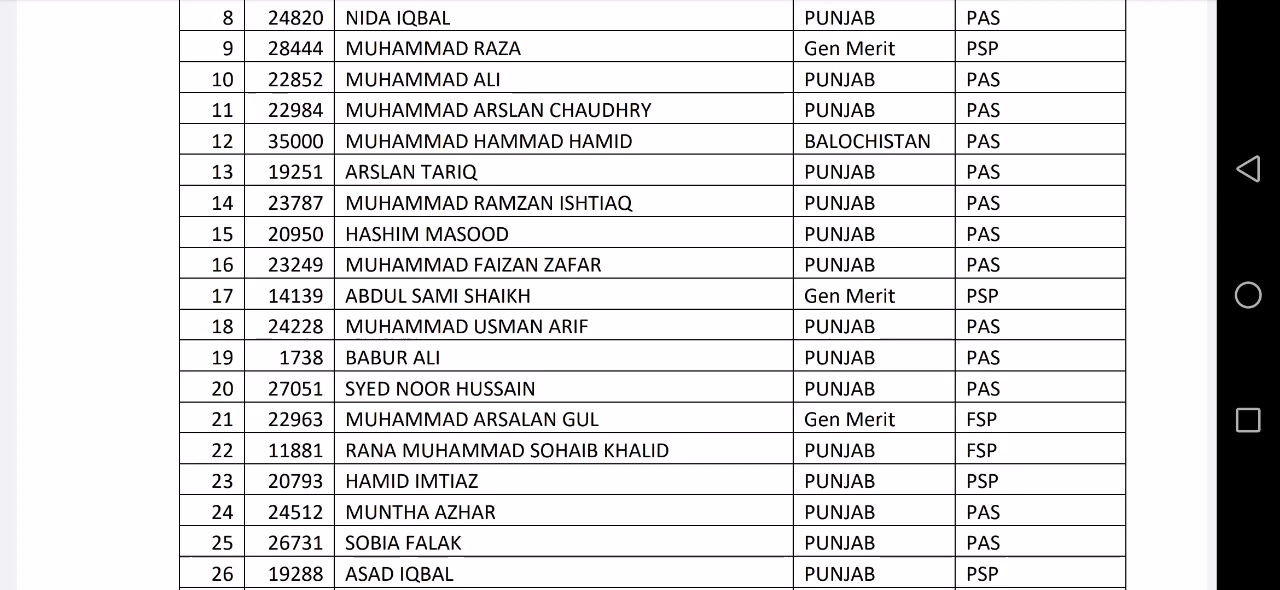 8 24820 NIDA IQBAL PUNJAB PAS
9 28444 MUHAMMAD RAZA Gen Merit PSP
10 22852 MUHAMMAD ALI PUNJAB PAS
11 22984 MUHAMMAD ARSLAN CHAUDHRY PUNJAB PAS
12 35000 MUHAMMAD HAMMAD HAMID BALOCHISTAN PAS
13 19251 ARSLAN TARIQ PUNJAB PAS
14 23787 MUHAMMAD RAMZAN ISHTIAQ PUNJAB PAS
15 20950 HASHIM MASOOD PUNJAB PAS
16 23249 MUHAMMAD FAIZAN ZAFAR PUNJAB PAS
17 14139 ABDUL SAMI SHAIKH Gen Merit PSP
18 24228 MUHAMMAD USMAN ARIF PUNJAB PAS
19 1738 BABUR ALI PUNJAB PAS
20 27051 SYED NOOR HUSSAIN PUNJAB PAS
21 22963 MUHAMMAD ARSALAN GUL Gen Merit FSP
22 11881 RANA MUHAMMAD SOHAIB KHALID PUNJAB FSP
23 20793 HAMID IMTIAZ PUNJAB PSP
24 24512 MUNTHA AZHAR PUNJAB PAS
25 26731 SOBIA FALAK PUNJAB PAS
26 19288 ASAD IQBAL PUNJAB PSP